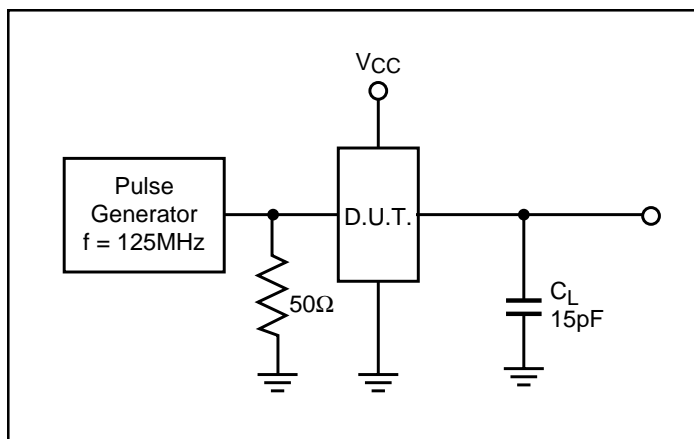 VCC
Pulse
Generator
f = 125MHz
D.U.T.
50Ω
CL
15pF